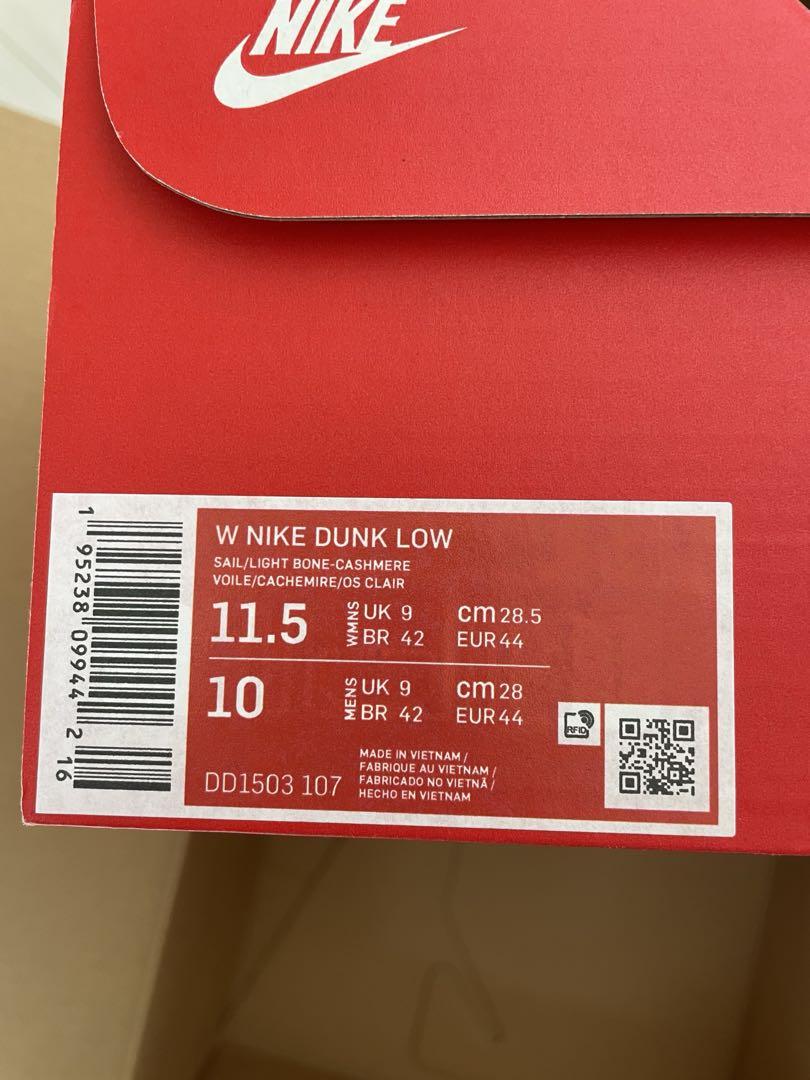 NIKE
W NIKE DUNK LOW
SAIL/LIGHT BONE-CASHMERE
VOILE/CACHEMIRE/OS CLAIR
11.5 WMNS UK 9 cm 28.5
BR 42 EUR 44
10 MENS UK 9 cm 28
BR 42 EUR 44
RFID
DD1503 107
MADE IN VIETNAM /
FABRIQUE AU VIETNAM /
FABRICADO NO VIETNÃ /
HECHO EN VIETNAM
1 95238 09944 2 16